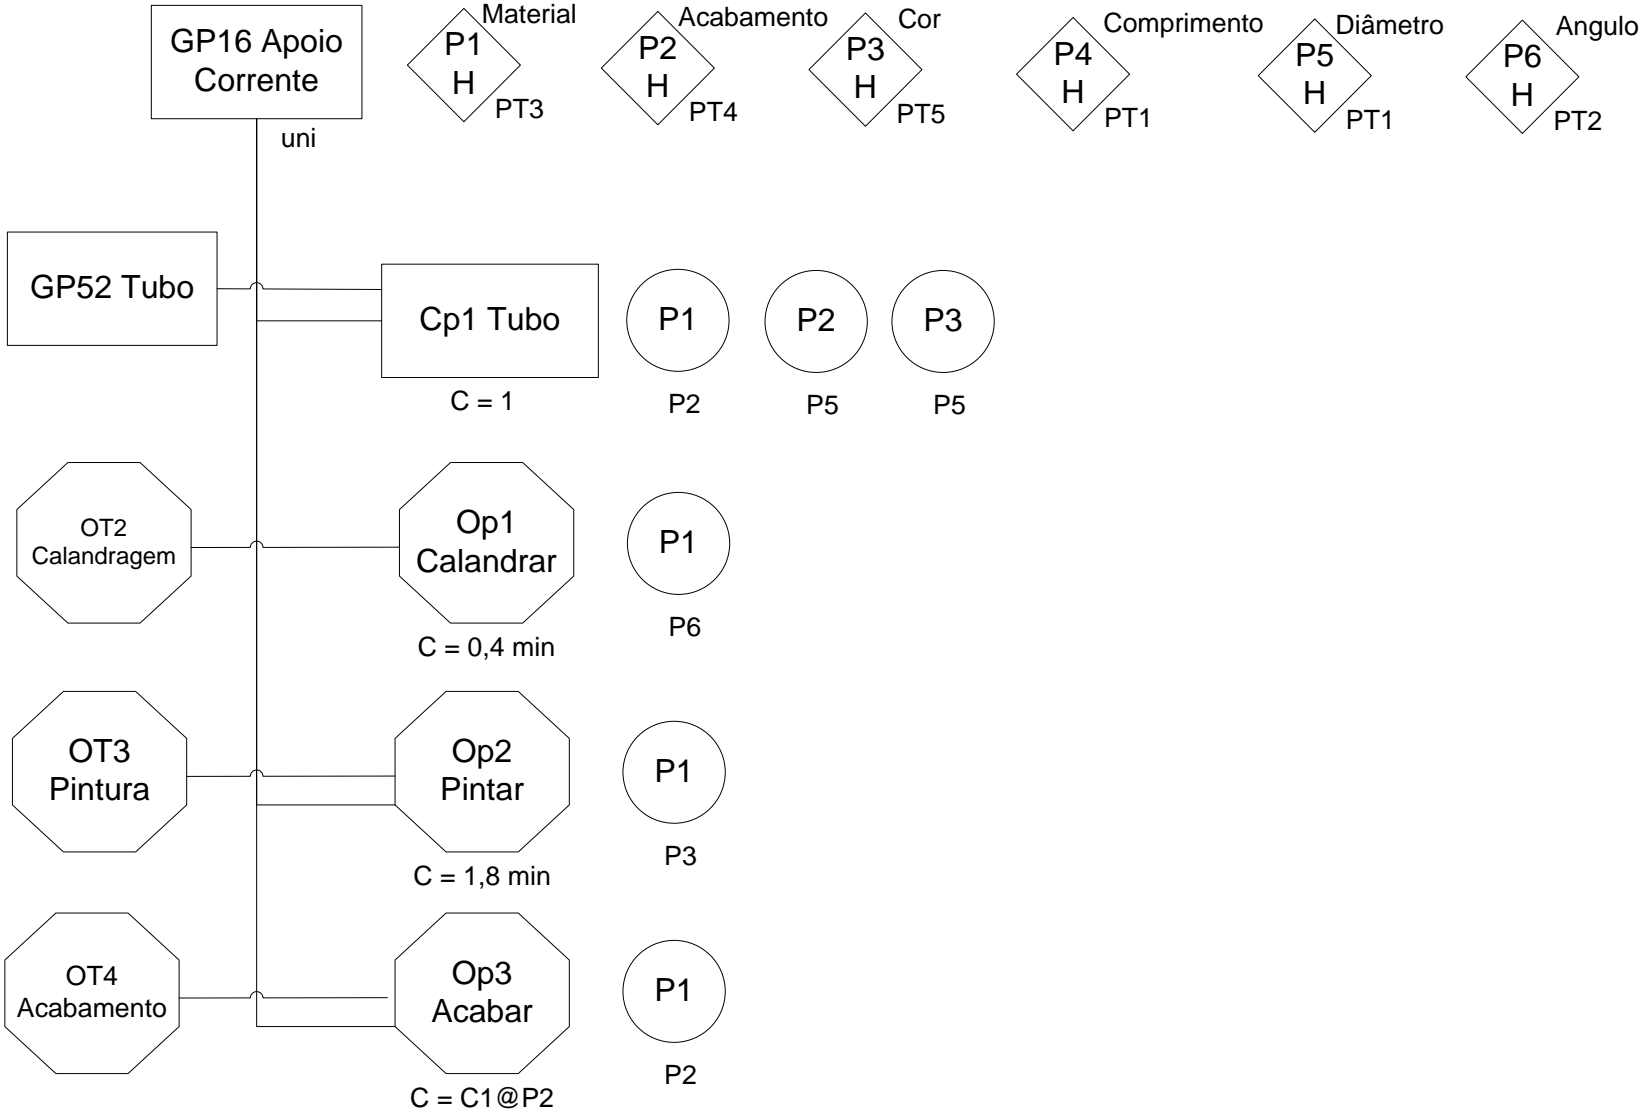 GP16 Apoio
Corrente
uni
Material
P1
H
PT3
Acabamento
P2
H
PT4
Cor
P3
H
PT5
Comprimento
P4
H
PT1
Diâmetro
P5
H
PT1
Angulo
P6
H
PT2
GP52 Tubo
Cp1 Tubo
C = 1
P1
P2
P2
P5
P3
P5
OT2
Calandragem
Op1
Calandrar
C = 0,4 min
P1
P6
OT3
Pintura
Op2
Pintar
C = 1,8 min
P1
P3
OT4
Acabamento
Op3
Acabar
C = C1@P2
P1
P2